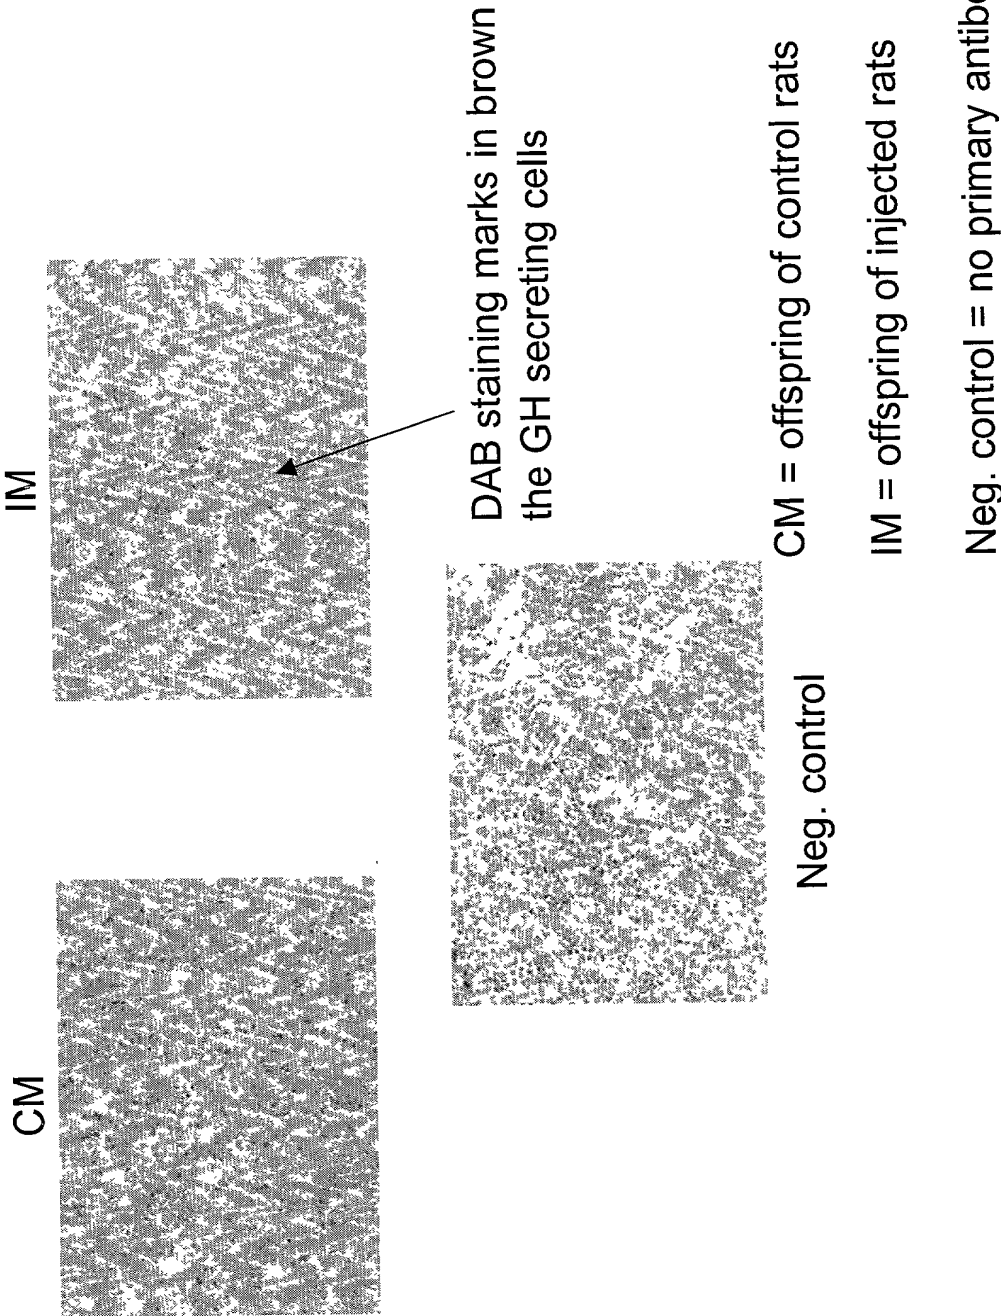 CM
IM
DAB staining marks in brown
the GH secreting cells
Neg. control
CM = offspring of control rats
IM = offspring of injected rats
Neg. control = no primary antibo